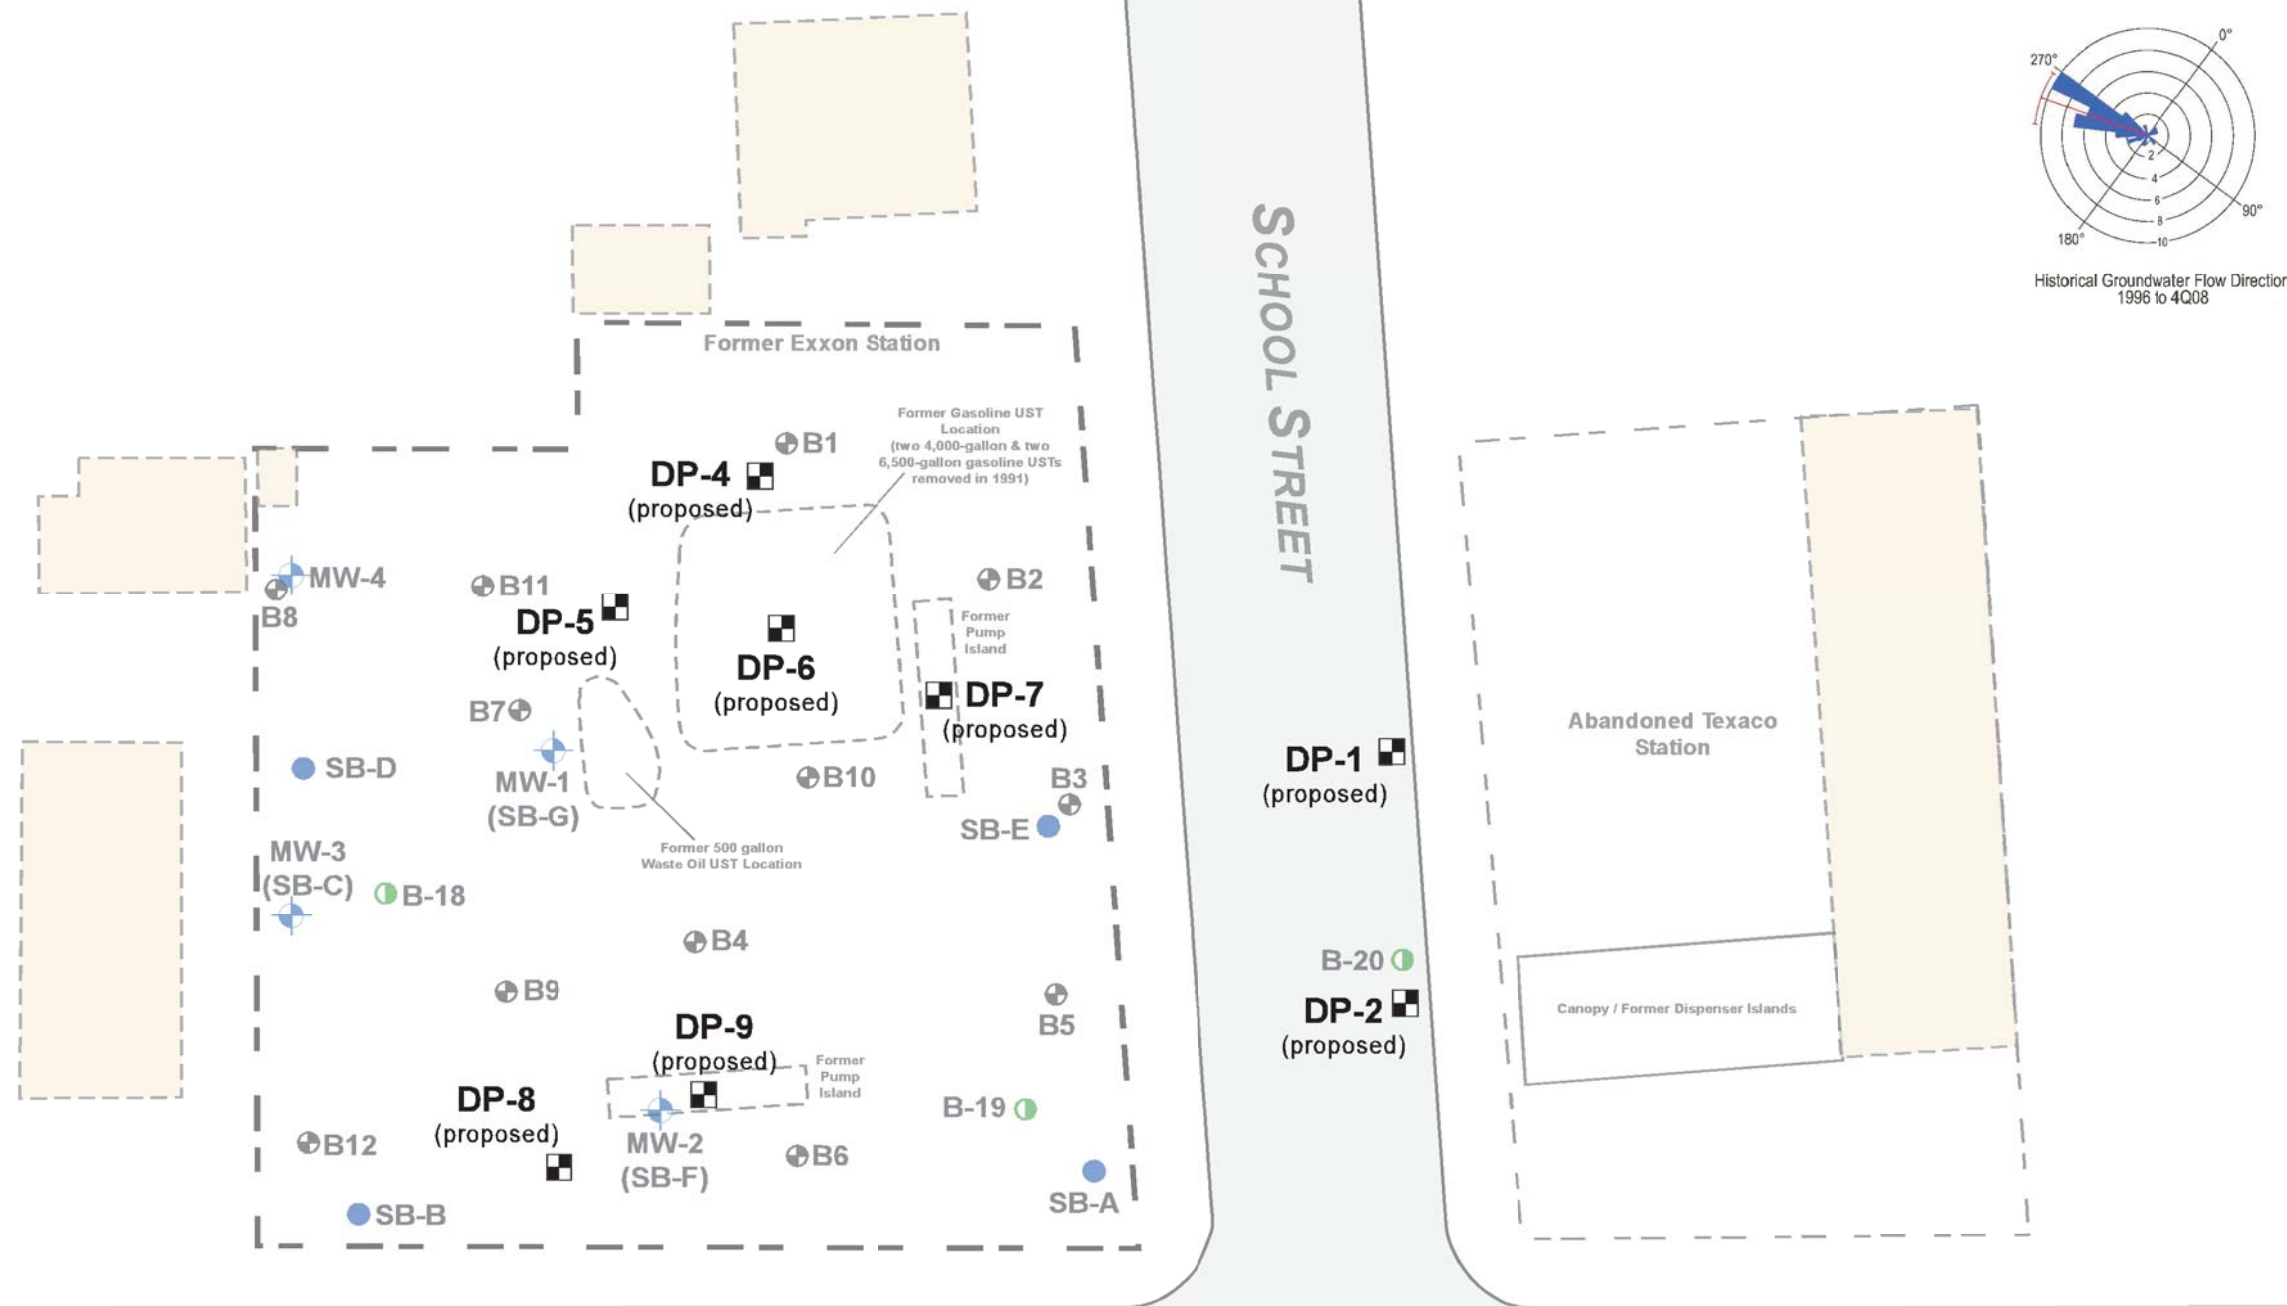 0°
270°
2
4
6
8
10
90°
180°
Historical Groundwater Flow Direction
1996 to 4Q08
SCHOOL STREET
Former Exxon Station
Former Gasoline UST
Location
(two 4,000-gallon & two
6,500-gallon gasoline USTs
removed in 1991)
B1
DP-4
(proposed)
MW-4
B8
B11
DP-5
(proposed)
B2
Former
Pump
Island
DP-6
(proposed)
DP-7
(proposed)
B7
MW-1
(SB-G)
SB-D
B10
B3
SB-E
DP-1
(proposed)
Abandoned Texaco
Station
Former 500 gallon
Waste Oil UST Location
MW-3
(SB-C)
B-18
B4
B9
B5
B-20
DP-2
(proposed)
Canopy / Former Dispenser Islands
DP-9
(proposed)
Former
Pump
Island
DP-8
(proposed)
MW-2
(SB-F)
B-19
B12
B6
SB-A
SB-B